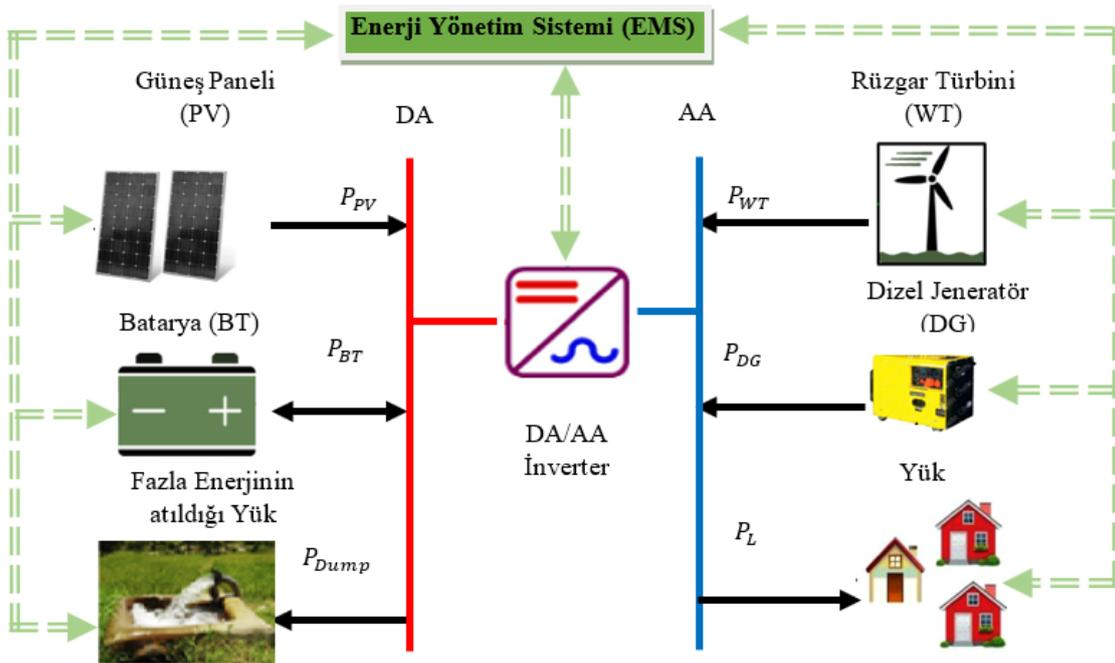 Enerji Yönetim Sistemi (EMS)
Güneş Paneli
(PV)
DA
AA
Rüzgar Türbini
(WT)
P_PV
P_WT
Batarya (BT)
Dizel Jeneratör
(DG)
P_BT
P_DG
DA/AA
İnverter
Fazla Enerjinin
atıldığı Yük
Yük
P_Dump
P_L